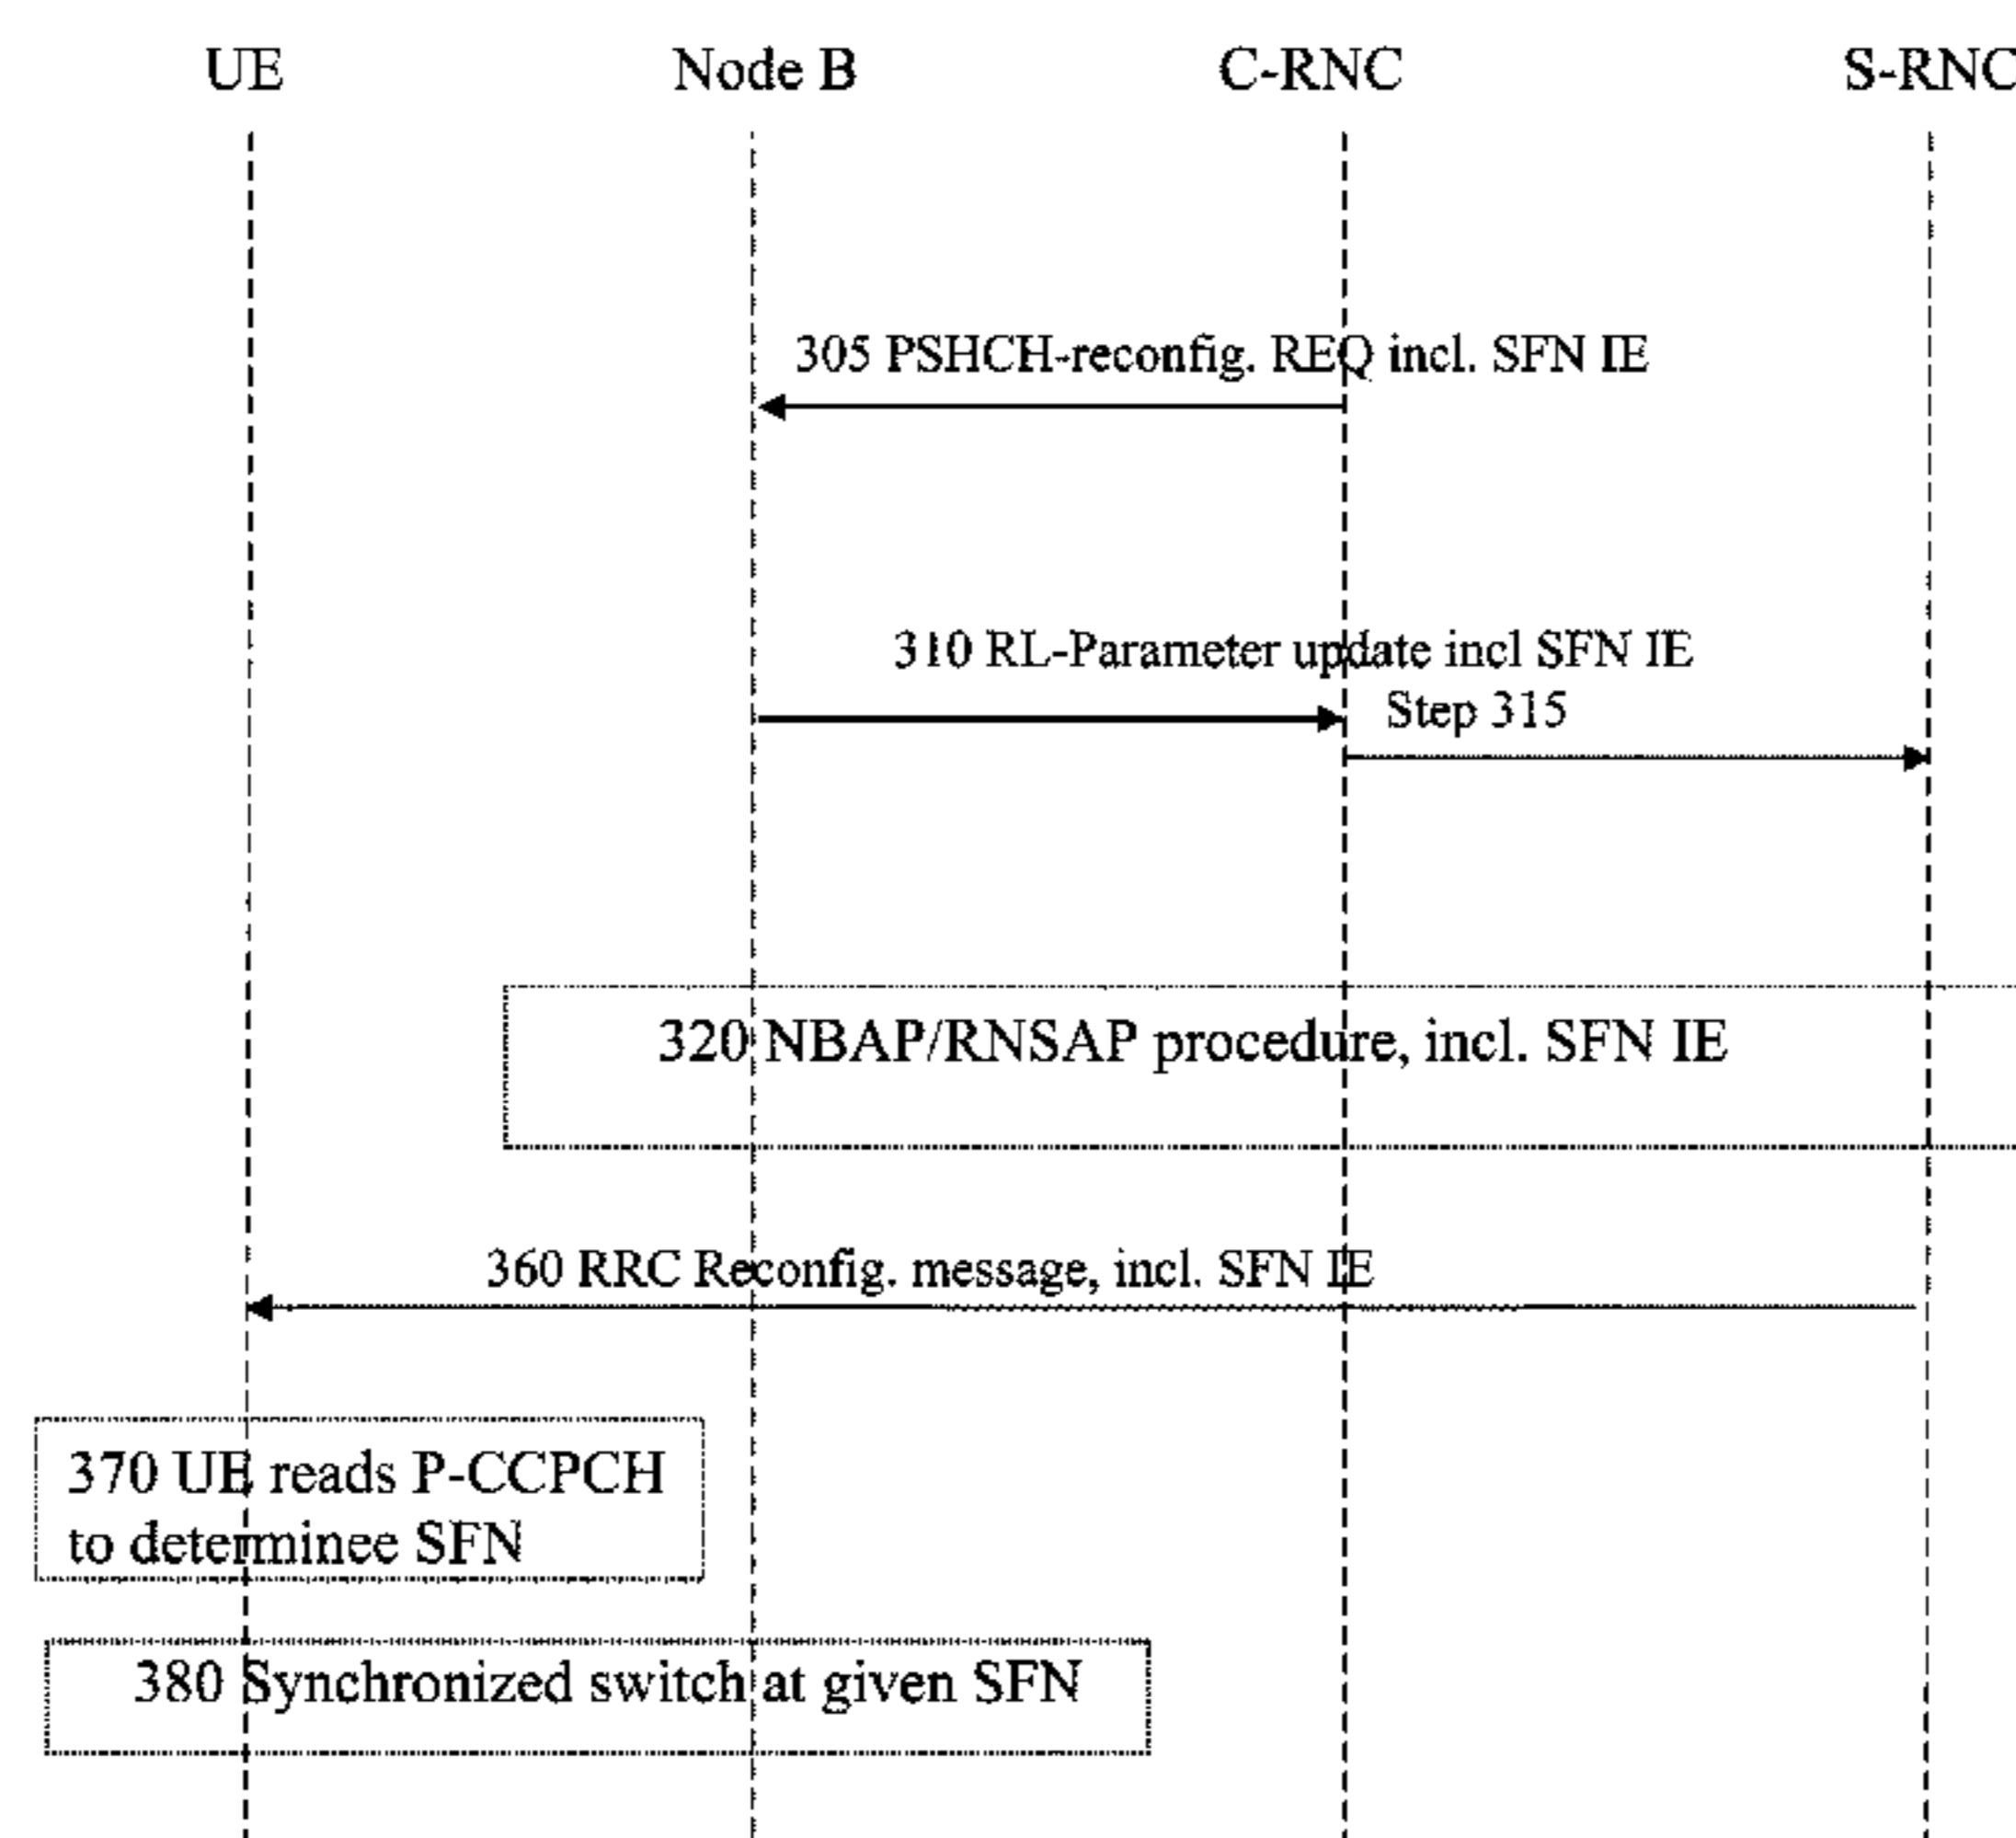 UE Node B C-RNC S-RNC
305 PSHCH-reconfig. REQ incl. SFN IE
310 RL-Parameter update incl SFN IE
Step 315
320 NBAP/RNSAP procedure, incl. SFN IE
360 RRC Reconfig. message, incl. SFN IE
370 UE reads P-CCPCH
to determinee SFN
380 Synchronized switch at given SFN